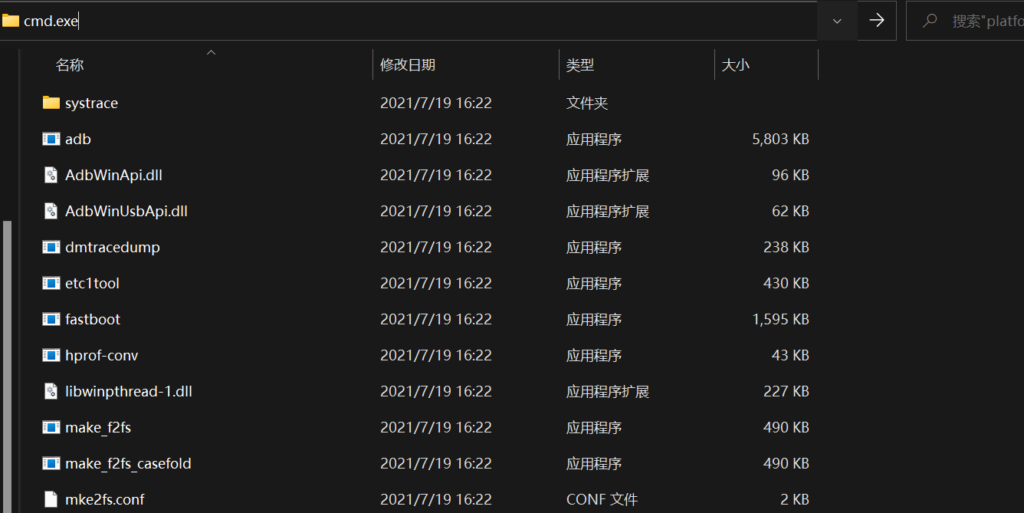 cmd.exe 搜索"platfo
名称 修改日期 类型 大小
systrace 2021/7/19 16:22 文件夹
adb 2021/7/19 16:22 应用程序 5,803 KB
AdbWinApi.dll 2021/7/19 16:22 应用程序扩展 96 KB
AdbWinUsbApi.dll 2021/7/19 16:22 应用程序扩展 62 KB
dmtracedump 2021/7/19 16:22 应用程序 238 KB
etc1tool 2021/7/19 16:22 应用程序 430 KB
fastboot 2021/7/19 16:22 应用程序 1,595 KB
hprof-conv 2021/7/19 16:22 应用程序 43 KB
libwinpthread-1.dll 2021/7/19 16:22 应用程序扩展 227 KB
make_f2fs 2021/7/19 16:22 应用程序 490 KB
make_f2fs_casefold 2021/7/19 16:22 应用程序 490 KB
mke2fs.conf 2021/7/19 16:22 CONF 文件 2 KB